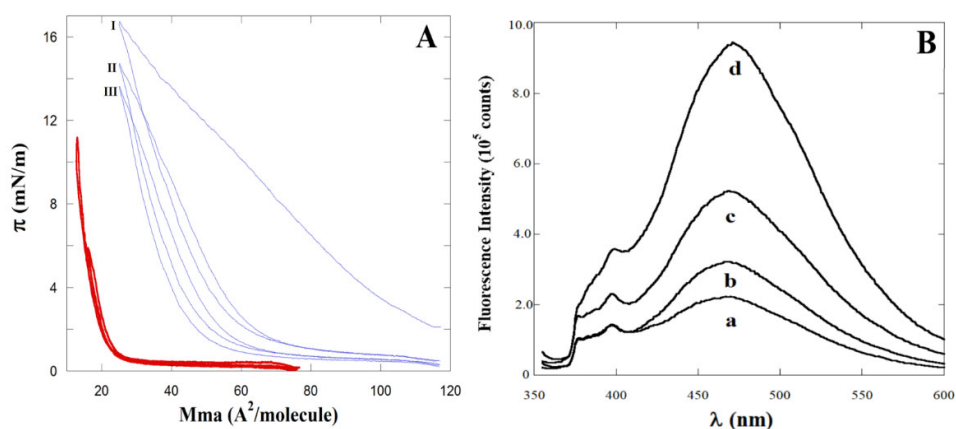 A
I
II
III
π (mN/m)
16
12
8
4
0
20
40
60
80
100
120
Mma (A²/molecule)
B
d
c
b
a
Fluorescence Intensity (10⁵ counts)
10.0
8.0
6.0
4.0
2.0
0
350
400
450
500
550
600
λ (nm)